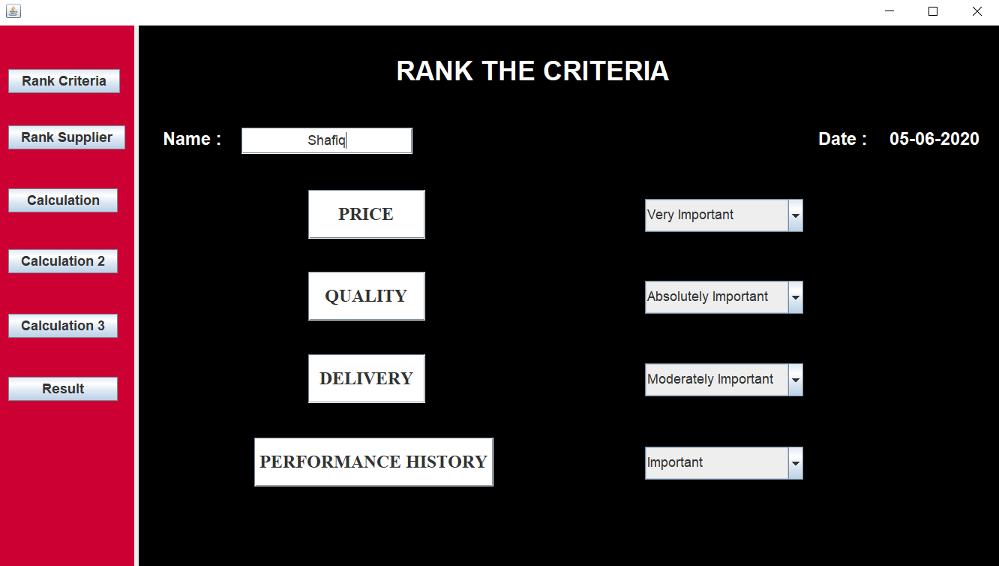 RANK THE CRITERIA
Rank Criteria
Rank Supplier
Calculation
Calculation 2
Calculation 3
Result
Name : Shafiq Date : 05-06-2020
PRICE Very Important
QUALITY Absolutely Important
DELIVERY Moderately Important
PERFORMANCE HISTORY Important